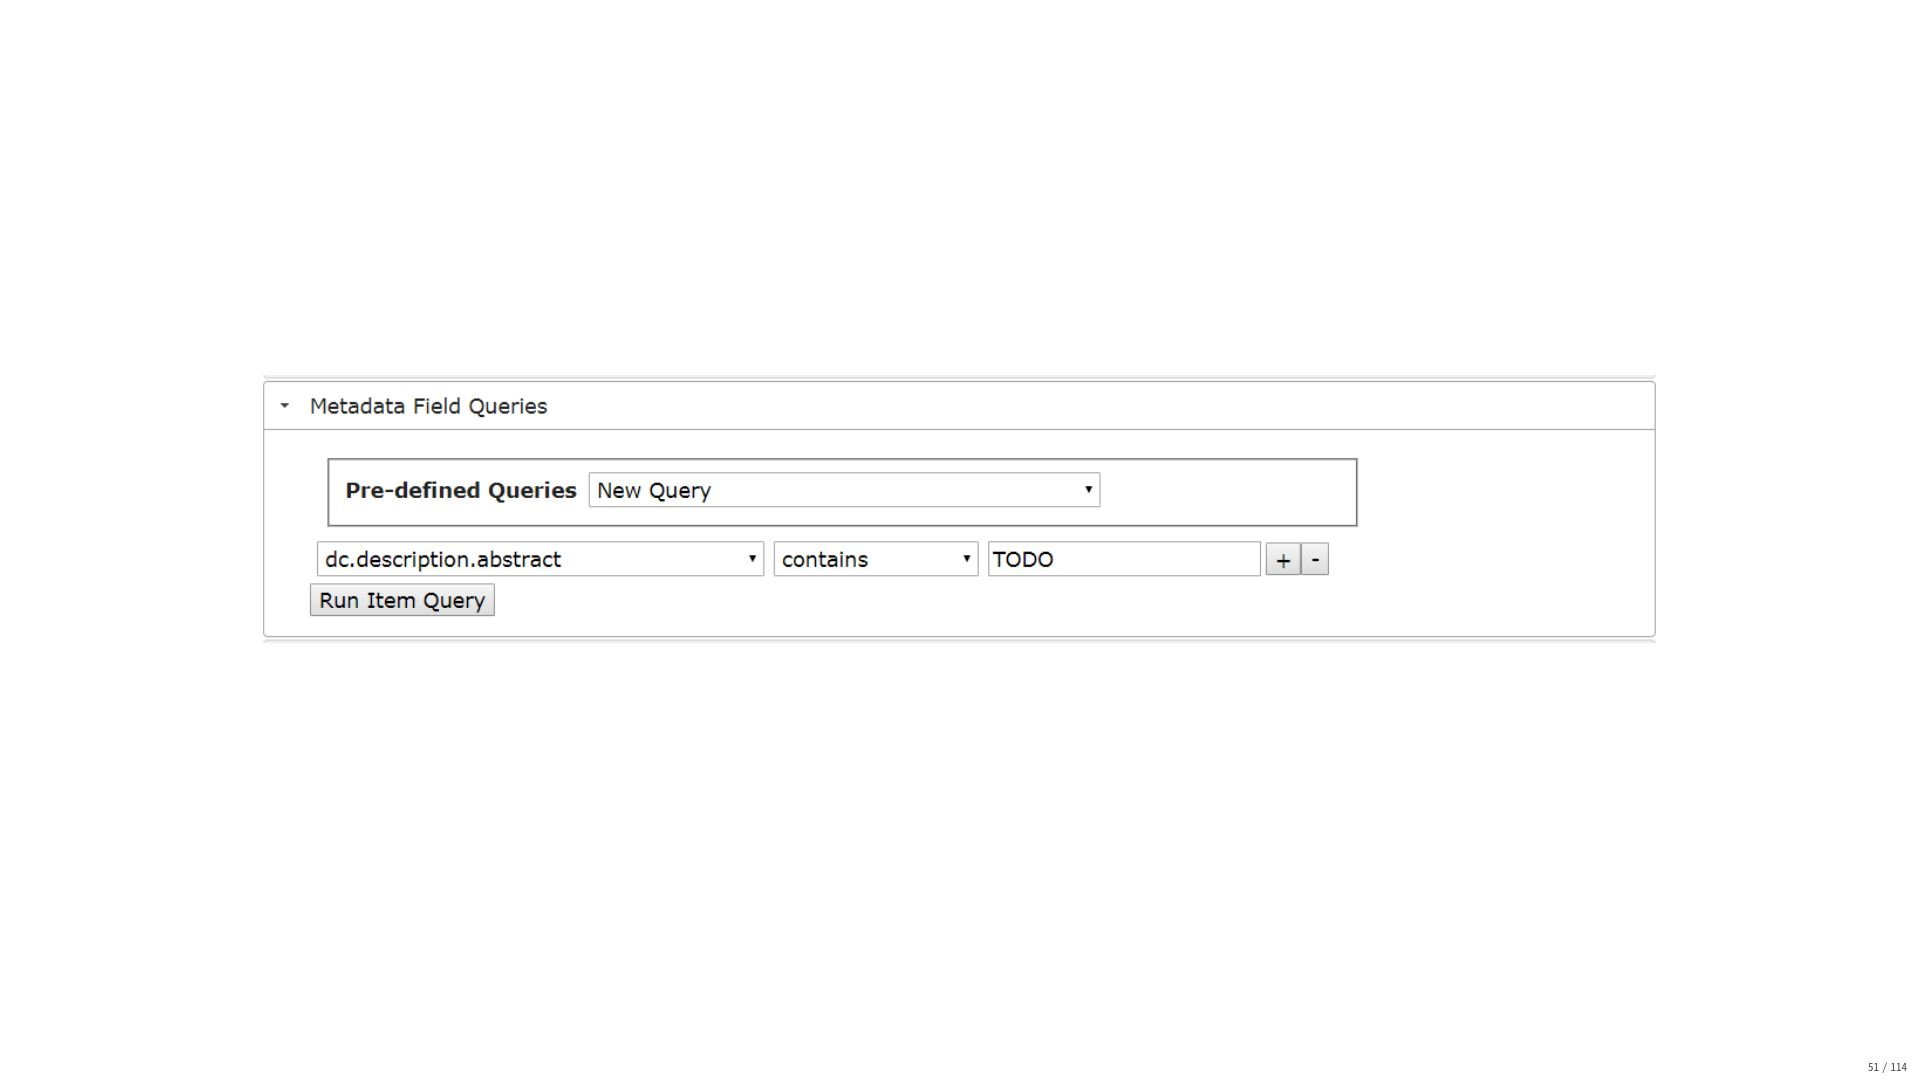 Metadata Field Queries
Pre-defined Queries New Query
dc.description.abstract contains TODO + -
Run Item Query
51 / 114